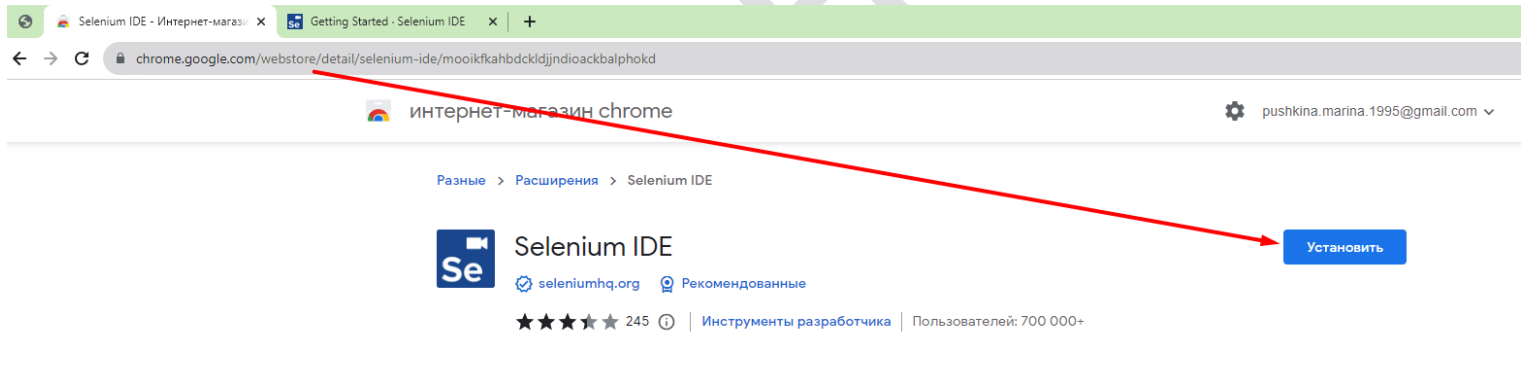 Selenium IDE - Интернет-магази
Getting Started · Selenium IDE
chrome.google.com/webstore/detail/selenium-ide/mooikfkahbdckldjjndioackbalphokd
интернет-магазин chrome
pushkina.marina.1995@gmail.com
Разные > Расширения > Selenium IDE
Se
Selenium IDE
Установить
seleniumhq.org Рекомендованные
245 Инструменты разработчика Пользователей: 700 000+